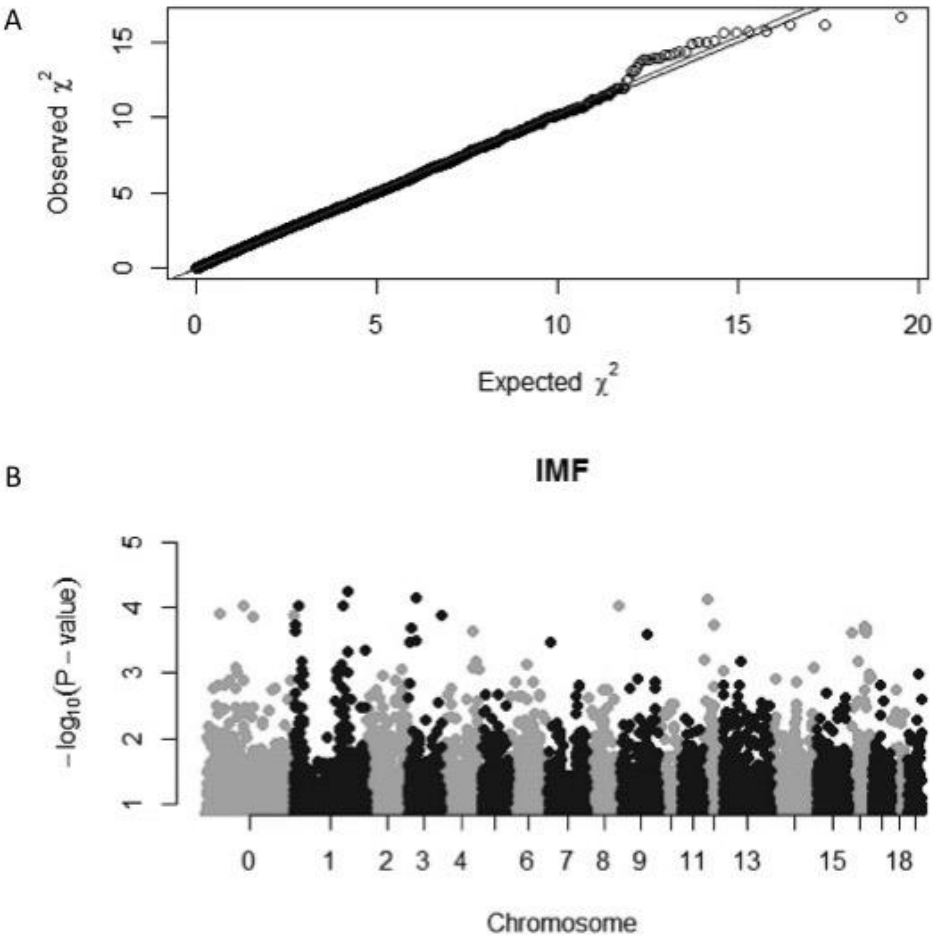 A
Observed χ²
15
10
5
0
0 5 10 15 20
Expected χ²
B
IMF
−log₁₀(P − value)
5
4
3
2
1
0 1 2 3 4 6 7 8 9 11 13 15 18
Chromosome